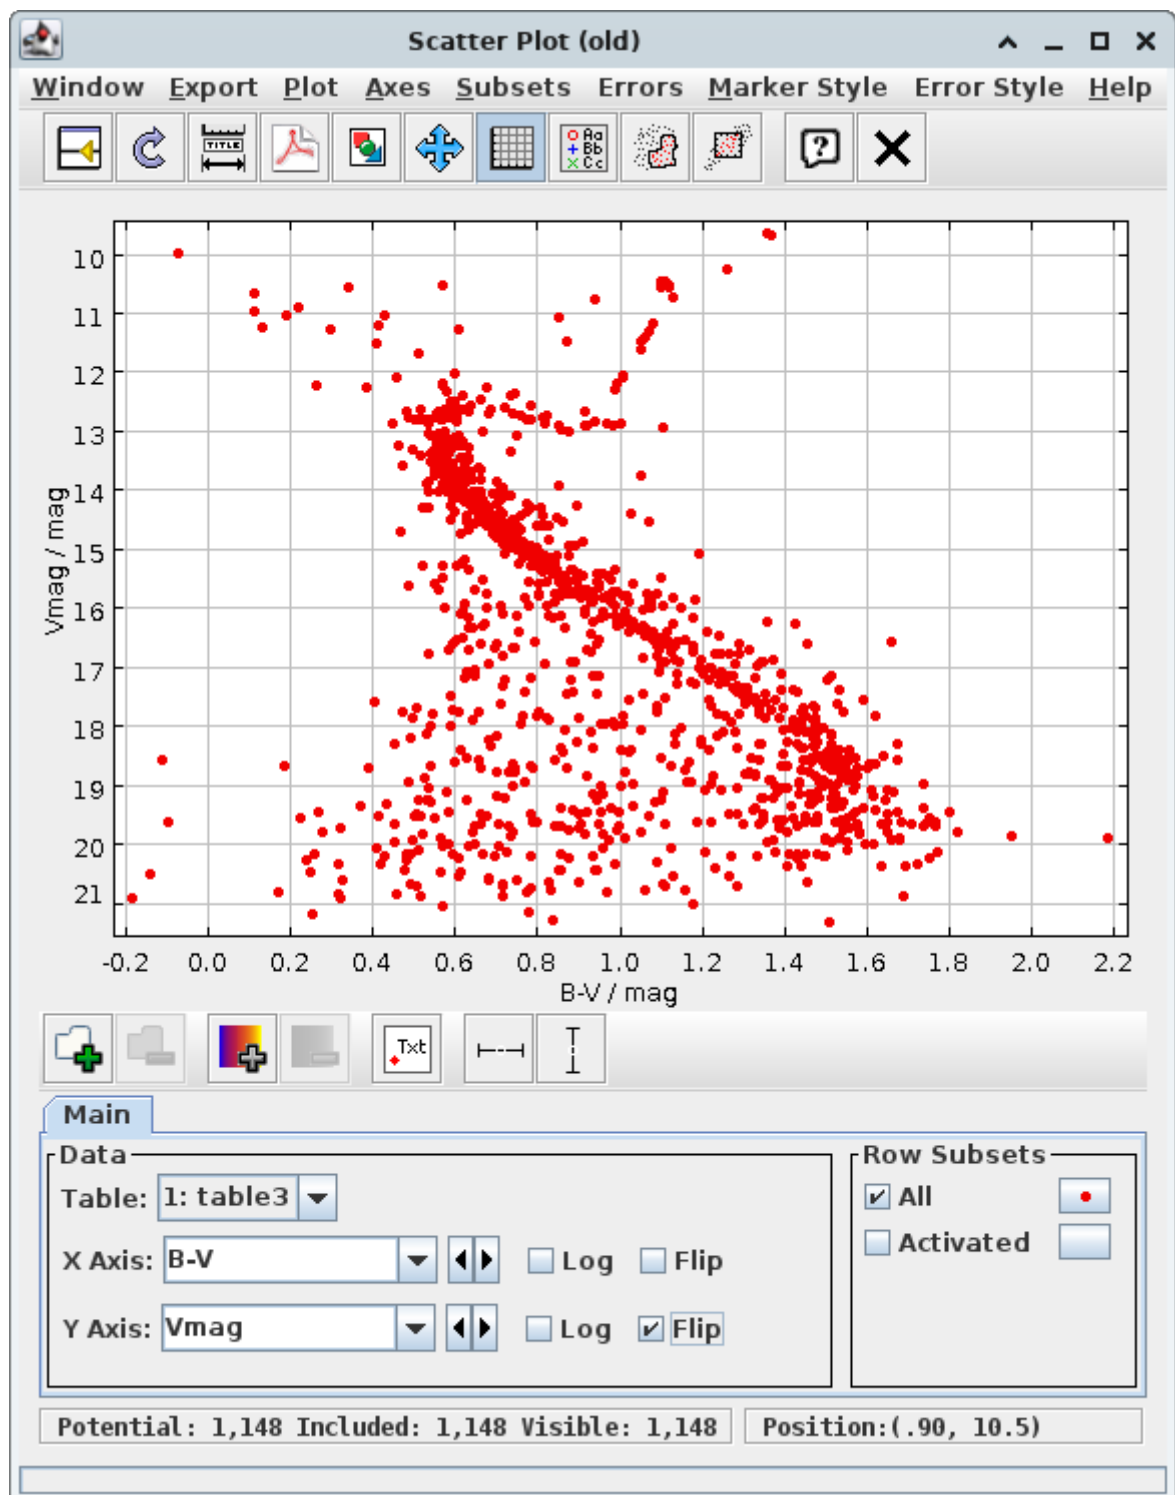 Scatter Plot (old)
Window Export Plot Axes Subsets Errors Marker Style Error Style Help
TITLE
Aa
Bb
Cc
?
10
11
12
13
14
15
16
17
18
19
20
21
Vmag / mag
-0.2 0.0 0.2 0.4 0.6 0.8 1.0 1.2 1.4 1.6 1.8 2.0 2.2
B-V / mag
Txt
Main
Data
Table: 1: table3
X Axis: B-V Log Flip
Y Axis: Vmag Log Flip
Row Subsets
All
Activated
Potential: 1,148 Included: 1,148 Visible: 1,148
Position:(.90, 10.5)